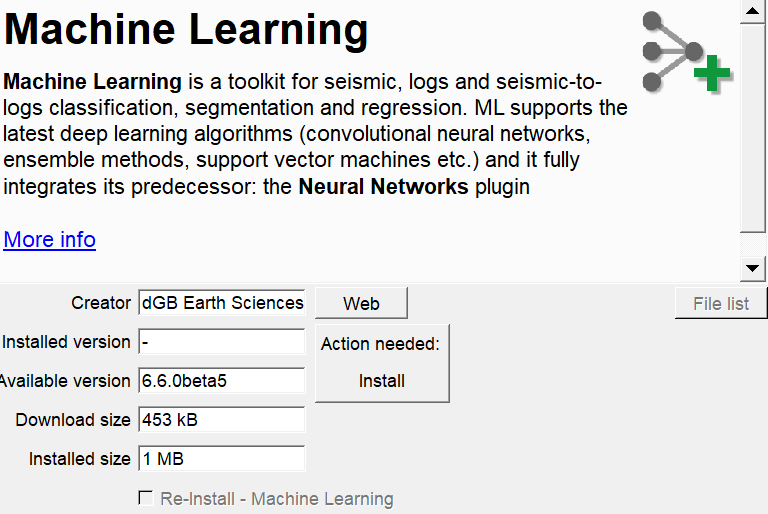 Machine Learning
Machine Learning is a toolkit for seismic, logs and seismic-to-
logs classification, segmentation and regression. ML supports the
latest deep learning algorithms (convolutional neural networks,
ensemble methods, support vector machines etc.) and it fully
integrates its predecessor: the Neural Networks plugin
More info
Creator dGB Earth Sciences Web File list
Installed version - Action needed:
Available version 6.6.0beta5 Install
Download size 453 kB
Installed size 1 MB
Re-Install - Machine Learning